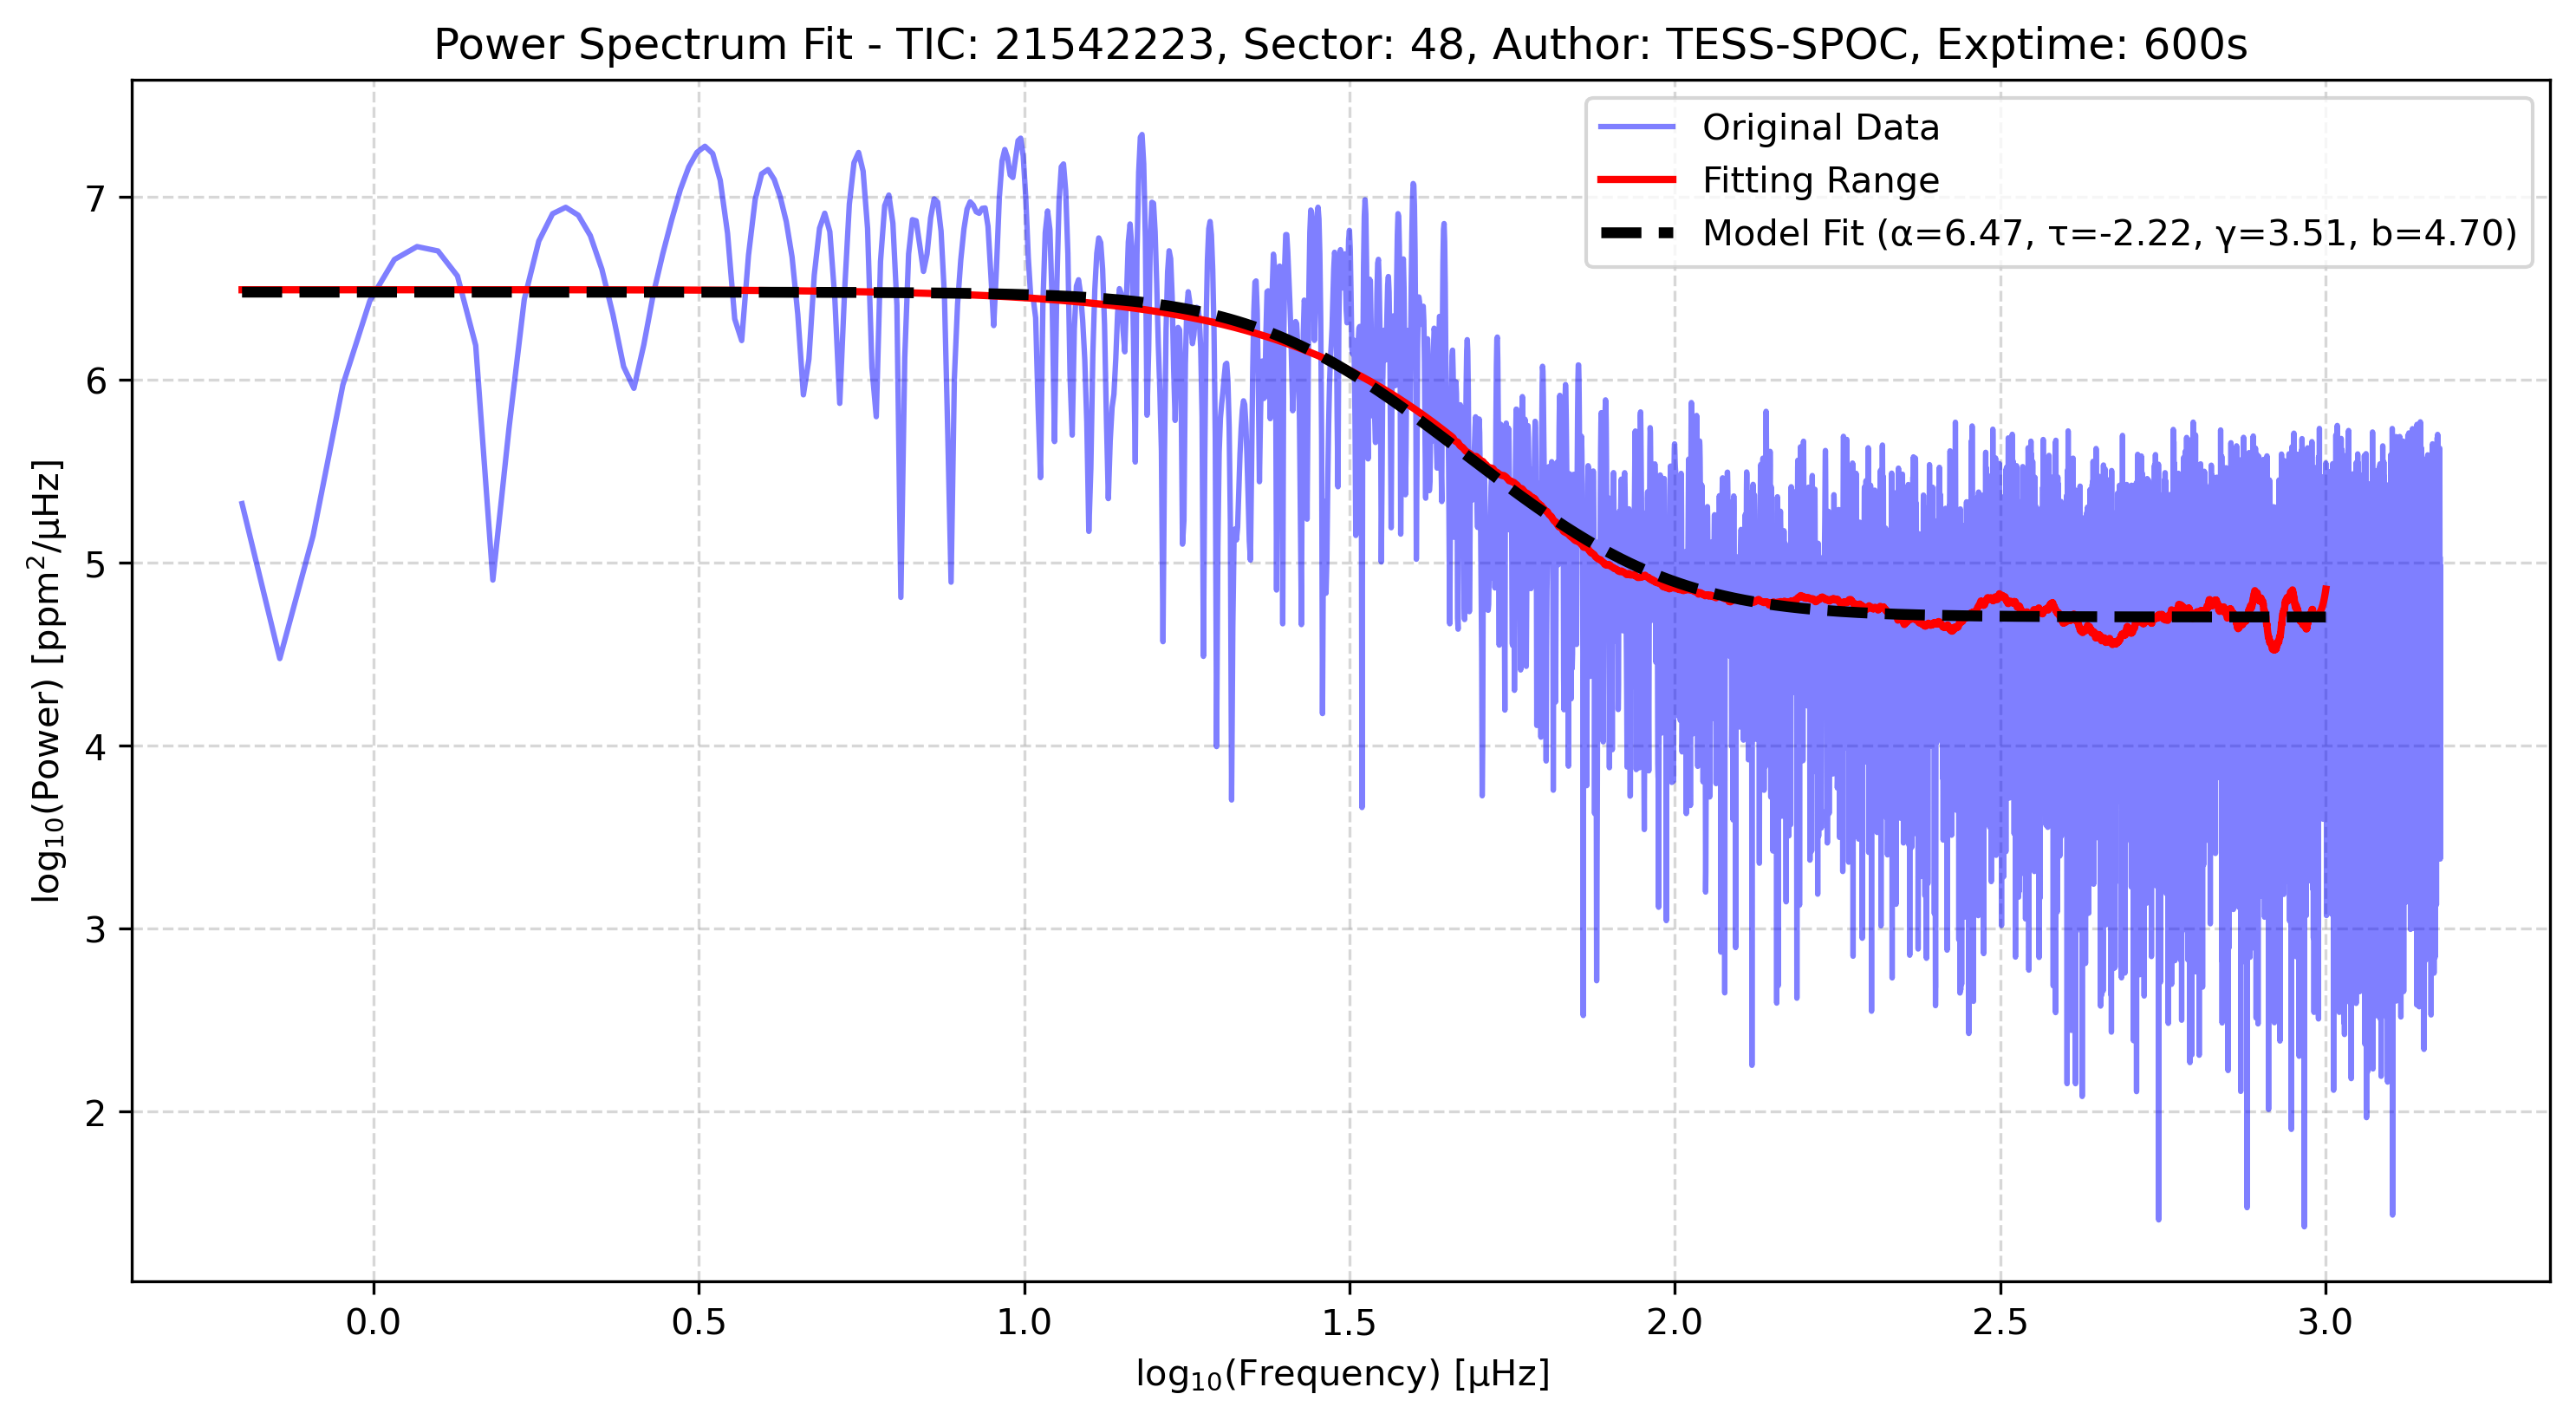 Power Spectrum Fit - TIC: 21542223, Sector: 48, Author: TESS-SPOC, Exptime: 600s
Original Data
Fitting Range
Model Fit (α=6.47, τ=-2.22, γ=3.51, b=4.70)
log₁₀(Power) [ppm²/μHz]
7
6
5
4
3
2
0.0 0.5 1.0 1.5 2.0 2.5 3.0
log₁₀(Frequency) [μHz]